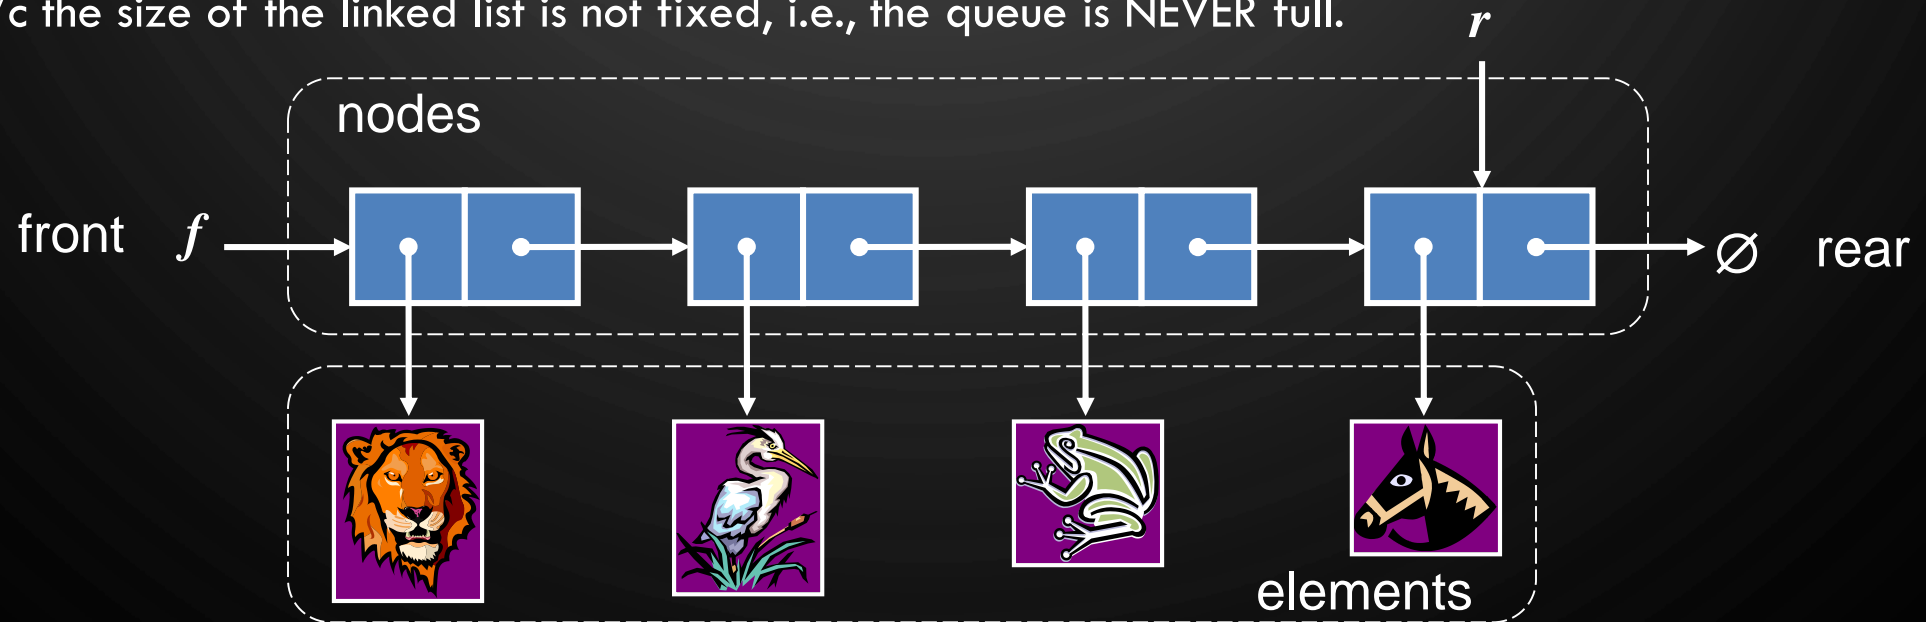 /c the size of the linked list is not fixed, i.e., the queue is NEVER full.
r
nodes
front f
∅ rear
elements